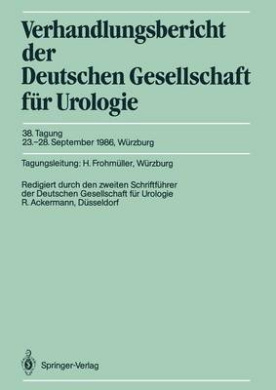 Verhandlungsbericht
der
Deutschen Gesellschaft
für Urologie
38. Tagung
23.–28. September 1986, Würzburg
Tagungsleitung: H. Frohmüller, Würzburg
Redigiert durch den zweiten Schriftführer
der Deutschen Gesellschaft für Urologie
R. Ackermann, Düsseldorf
Springer-Verlag